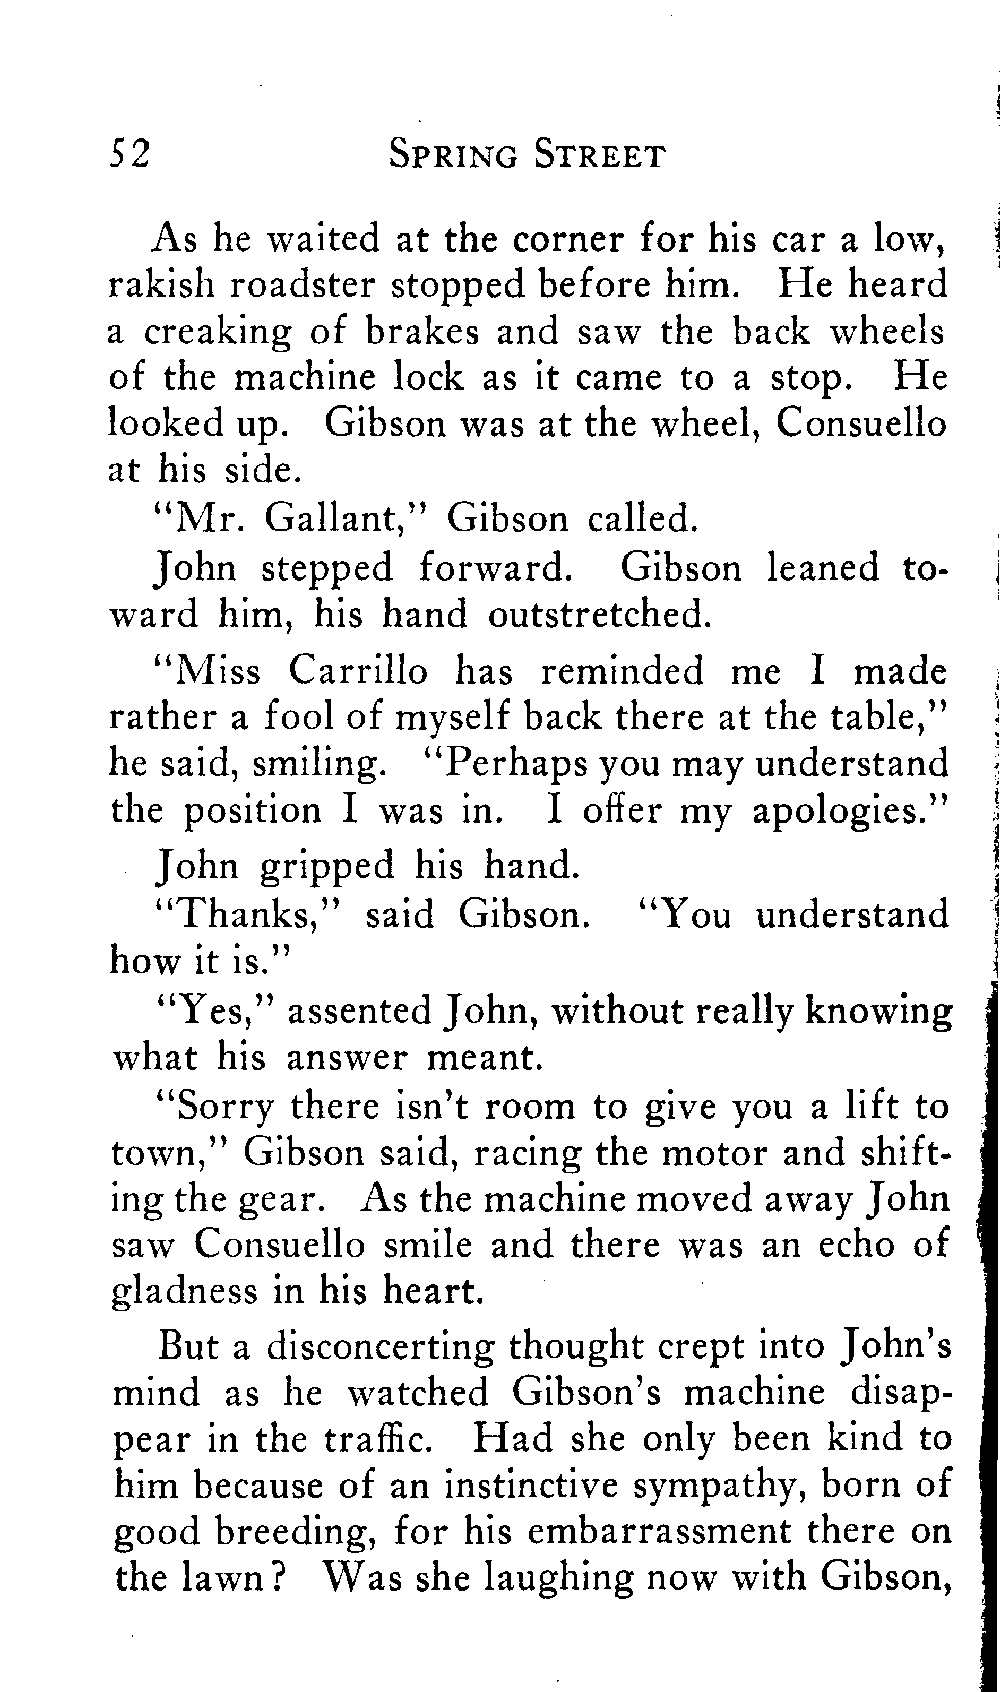 52 SPRING STREET
As he waited at the corner for his car a low,
rakish roadster stopped before him. He heard
a creaking of brakes and saw the back wheels
of the machine lock as it came to a stop. He
looked up. Gibson was at the wheel, Consuello
at his side.
“Mr. Gallant,” Gibson called.
John stepped forward. Gibson leaned to-
ward him, his hand outstretched.
“Miss Carrillo has reminded me I made
rather a fool of myself back there at the table,”
he said, smiling. “Perhaps you may understand
the position I was in. I offer my apologies.”
John gripped his hand.
“Thanks,” said Gibson. “You understand
how it is.”
“Yes,” assented John, without really knowing
what his answer meant.
“Sorry there isn’t room to give you a lift to
town,” Gibson said, racing the motor and shift-
ing the gear. As the machine moved away John
saw Consuello smile and there was an echo of
gladness in his heart.
But a disconcerting thought crept into John’s
mind as he watched Gibson’s machine disap-
pear in the traffic. Had she only been kind to
him because of an instinctive sympathy, born of
good breeding, for his embarrassment there on
the lawn? Was she laughing now with Gibson,